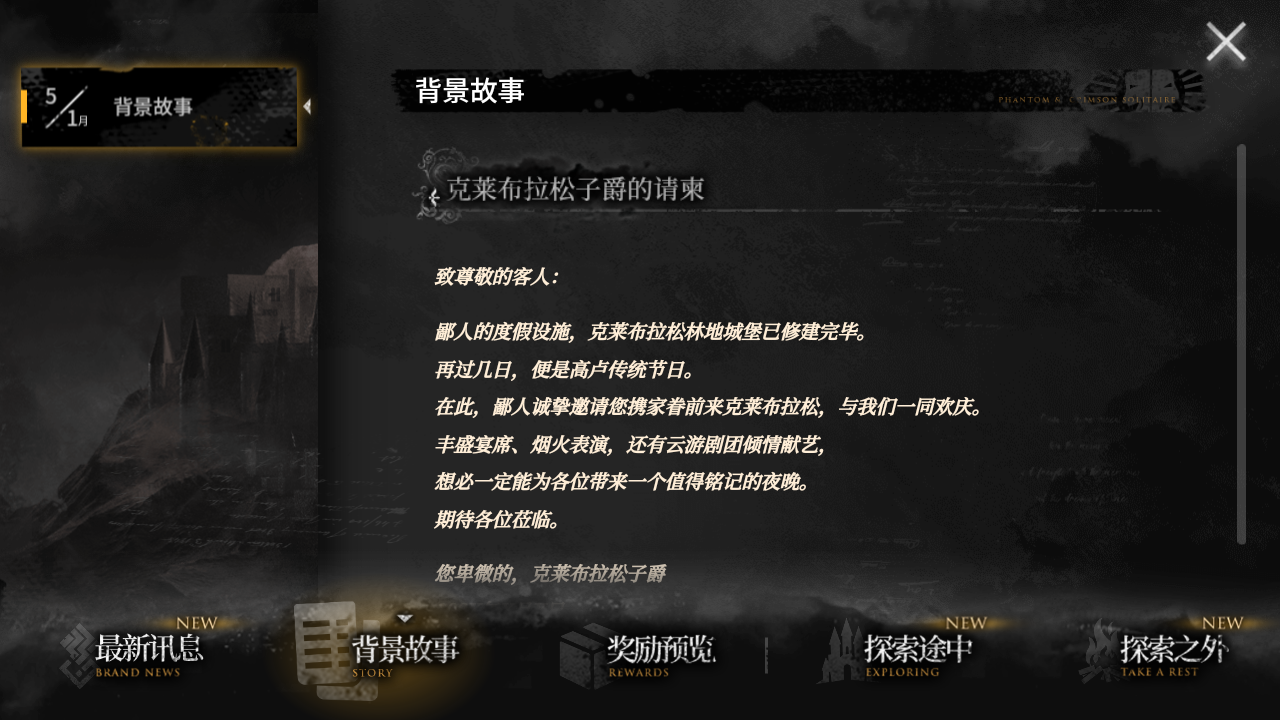 5
1月
背景故事
背景故事
PHANTOM & CRIMSON SOLITAIRE
克莱布拉松子爵的请柬
致尊敬的客人：
鄙人的度假设施，克莱布拉松林地城堡已修建完毕。
再过几日，便是高卢传统节日。
在此，鄙人诚挚邀请您携家眷前来克莱布拉松，与我们一同欢庆。
丰盛宴席、烟火表演，还有云游剧团倾情献艺，
想必一定能为各位带来一个值得铭记的夜晚。
期待各位莅临。
您卑微的，克莱布拉松子爵
NEW
最新讯息
BRAND NEWS
背景故事
STORY
奖励预览
REWARDS
NEW
探索途中
EXPLORING
NEW
探索之外
TAKE A REST